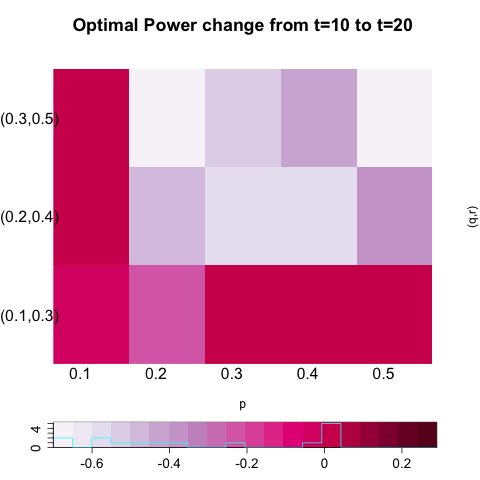 Optimal Power change from t=10 to t=20
(0.3,0.5)
(0.2,0.4)
(0.1,0.3)
(r,q)
0.1 0.2 0.3 0.4 0.5
p
0 4
-0.6 -0.4 -0.2 0 0.2